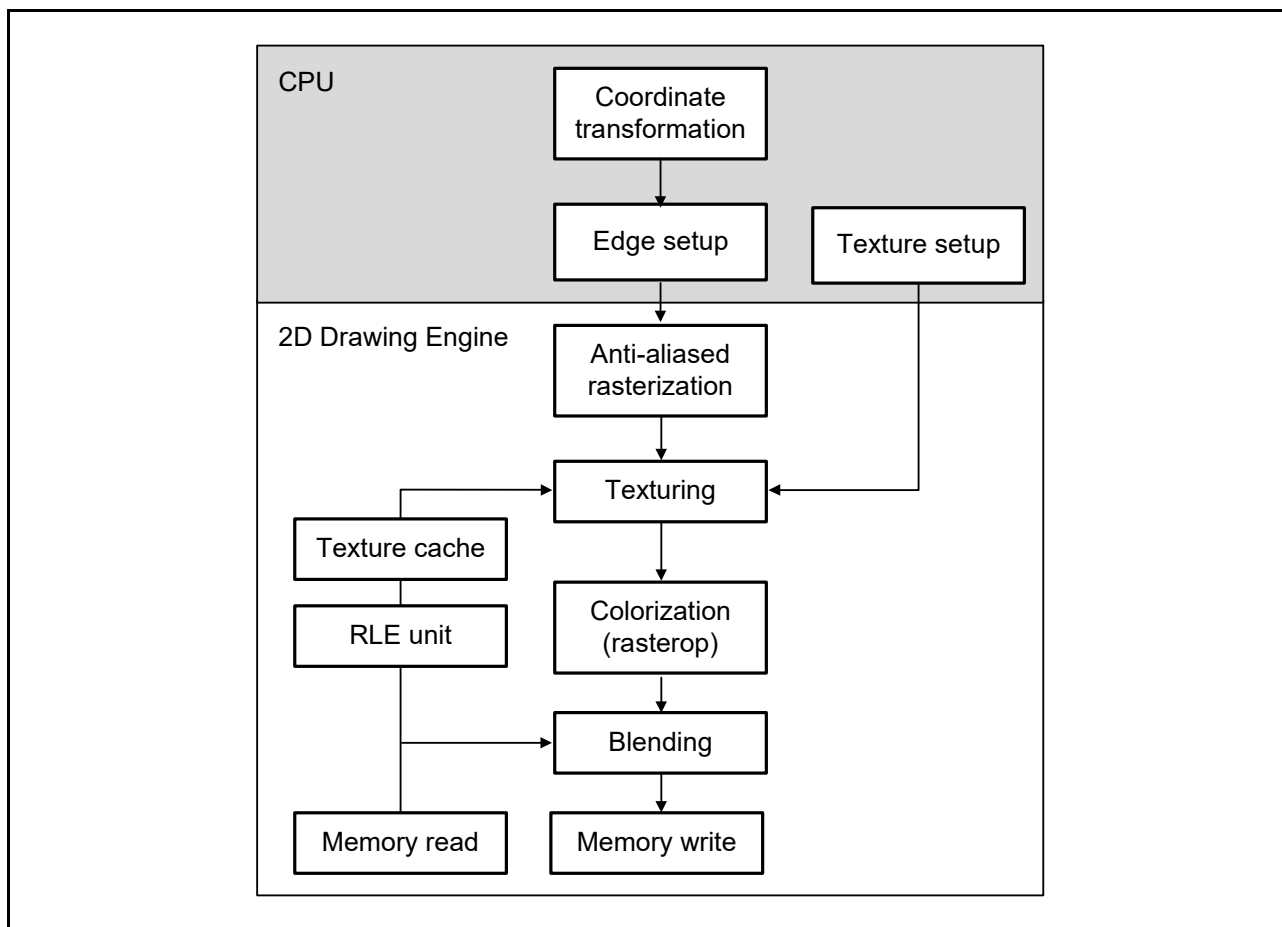 CPU
Coordinate
transformation
Edge setup
Texture setup
2D Drawing Engine
Anti-aliased
rasterization
Texturing
Texture cache
RLE unit
Colorization
(rasterop)
Blending
Memory read
Memory write